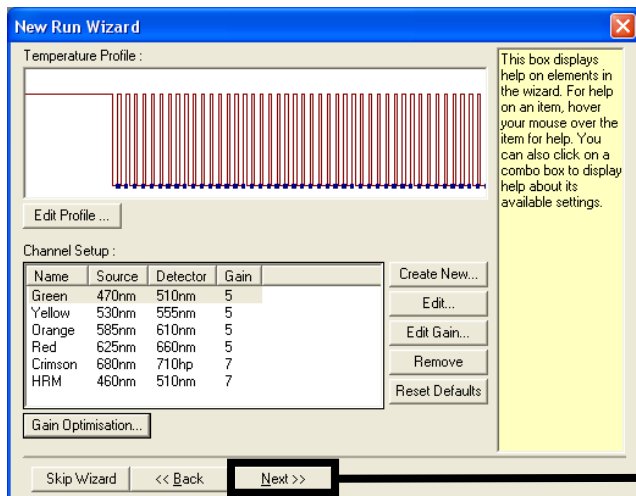 New Run Wizard
Temperature Profile :
Edit Profile ...
Channel Setup :
Name Source Detector Gain
Green 470nm 510nm 5
Yellow 530nm 555nm 5
Orange 585nm 610nm 5
Red 625nm 660nm 5
Crimson 680nm 710hp 7
HRM 460nm 510nm 7
Create New...
Edit...
Edit Gain...
Remove
Reset Defaults
Gain Optimisation...
Skip Wizard << Back Next >>
This box displays
help on elements in
the wizard. For help
on an item, hover
your mouse over the
item for help. You
can also click on a
combo box to display
help about its
available settings.